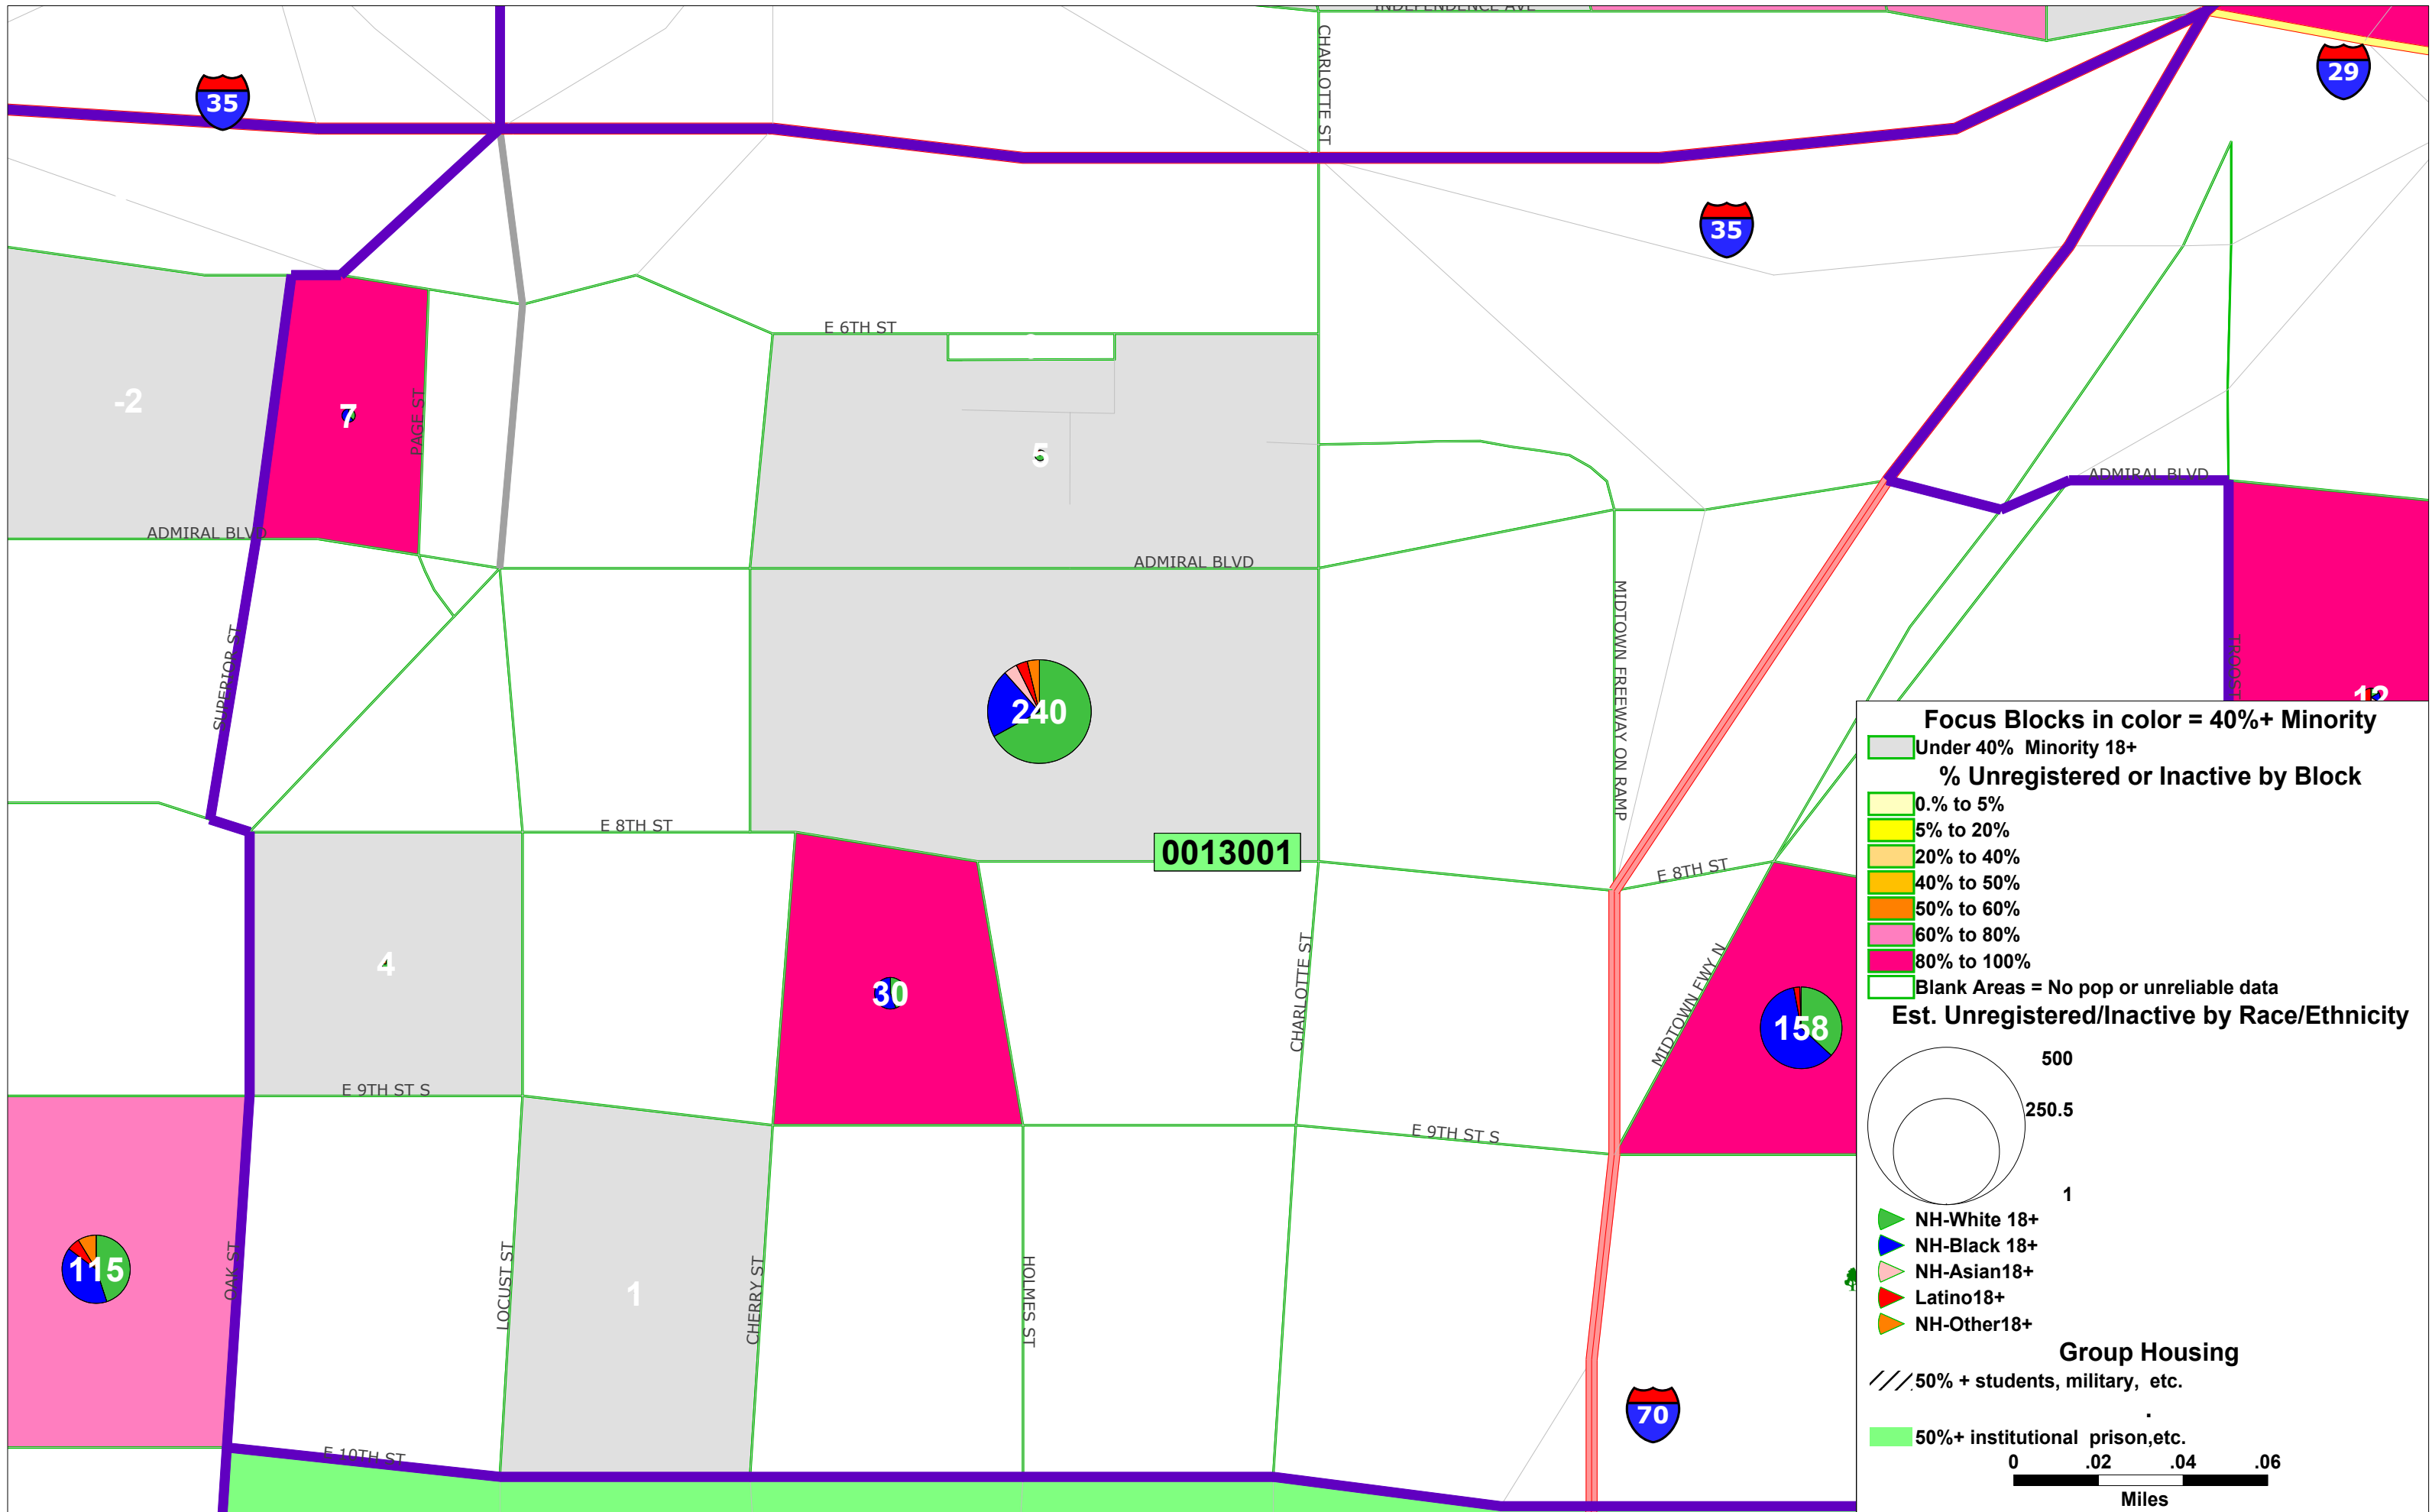 INDEPENDENCE AVE
CHARLOTTE ST
35
29
35
E 6TH ST
-2
7
PAGE ST
5
ADMIRAL BLVD
ADMIRAL BLVD
ADMIRAL BLVD
SUPERIOR ST
MIDTOWN FREEWAY ON RAMP
TROOST
12
240
E 8TH ST
0013001
E 8TH ST
4
30
CHARLOTTE ST
MIDTOWN FWY N
158
E 9TH ST S
E 9TH ST S
115
OAK ST
LOCUST ST
1
CHERRY ST
HOLMES ST
70
E 10TH ST
Focus Blocks in color = 40%+ Minority
Under 40% Minority 18+
% Unregistered or Inactive by Block
0.% to 5%
5% to 20%
20% to 40%
40% to 50%
50% to 60%
60% to 80%
80% to 100%
Blank Areas = No pop or unreliable data
Est. Unregistered/Inactive by Race/Ethnicity
500
250.5
1
NH-White 18+
NH-Black 18+
NH-Asian18+
Latino18+
NH-Other18+
Group Housing
50% + students, military, etc.
.
50%+ institutional prison,etc.
0 .02 .04 .06
Miles